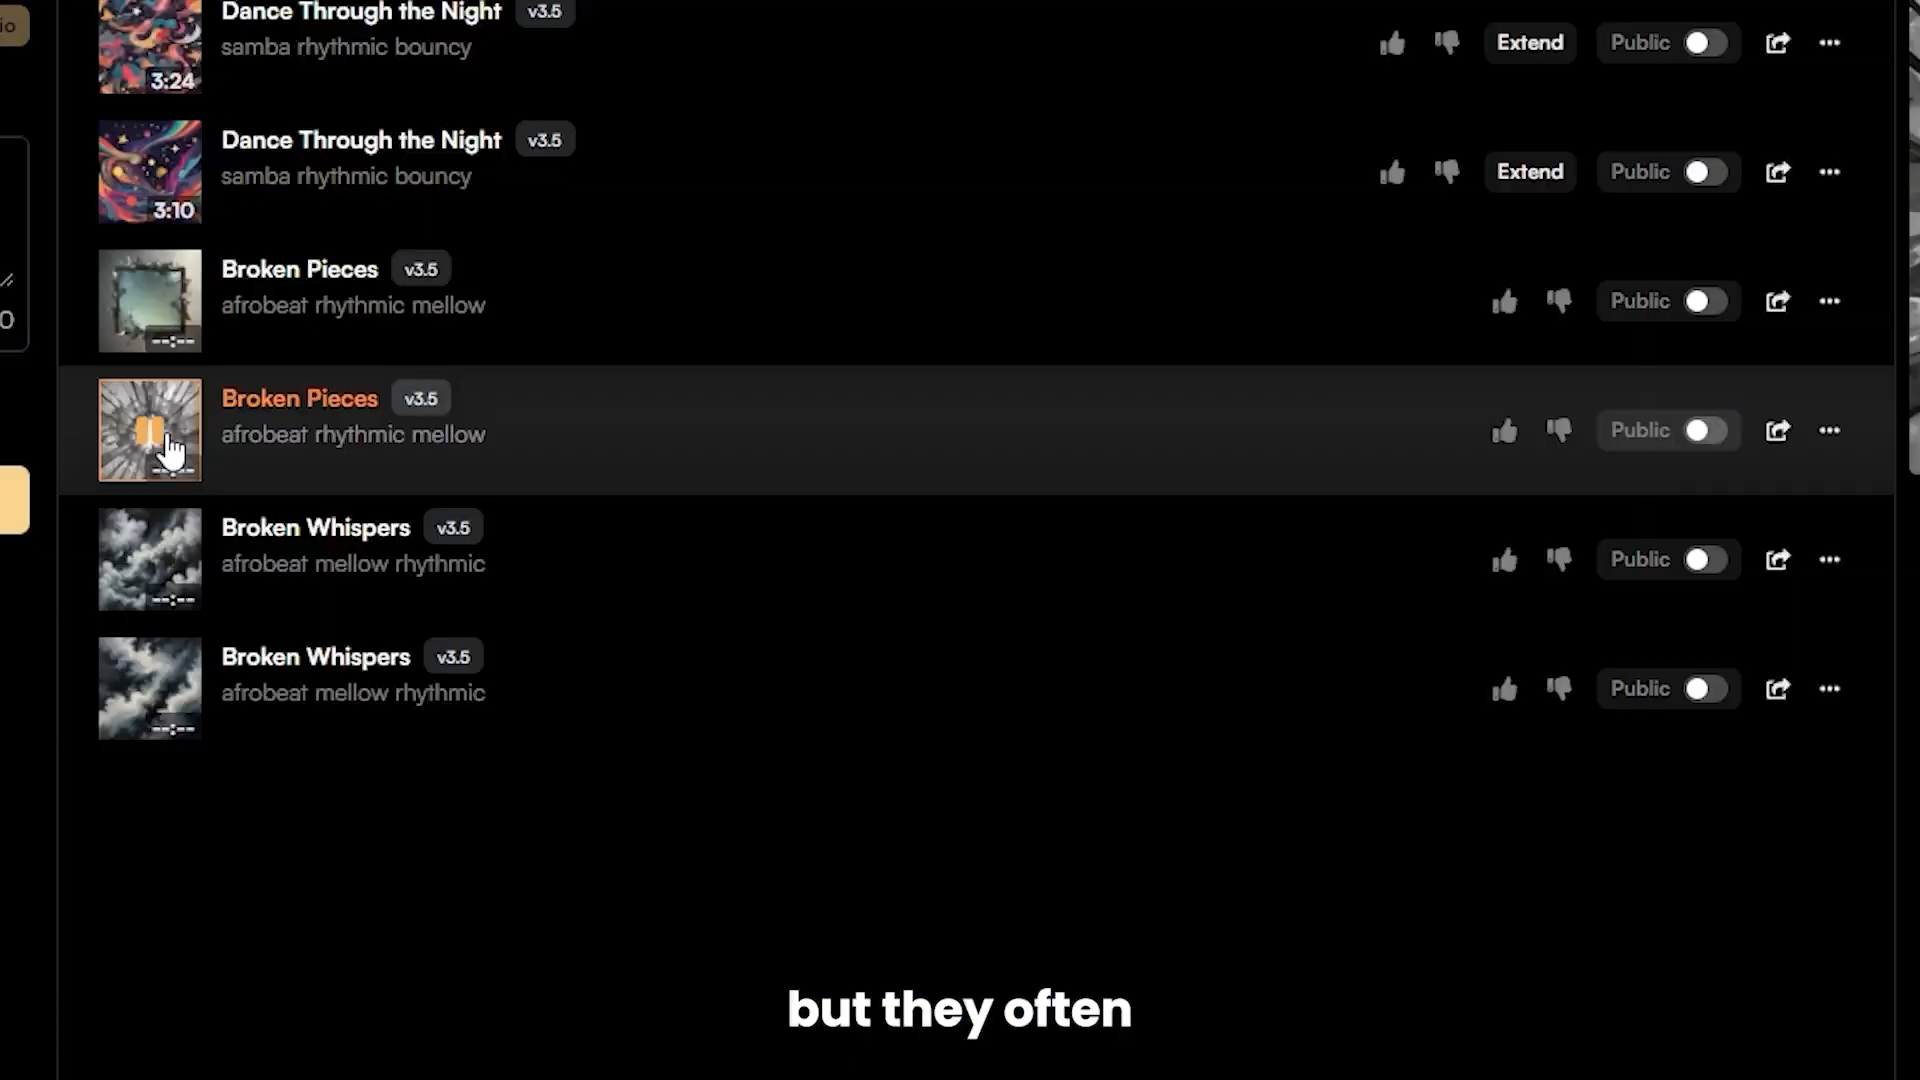 io
Dance Through the Night v3.5
samba rhythmic bouncy
3:24
Extend
Public
Dance Through the Night v3.5
samba rhythmic bouncy
3:10
Extend
Public
Broken Pieces v3.5
afrobeat rhythmic mellow
--:--
Public
0
Broken Pieces v3.5
afrobeat rhythmic mellow
Public
Broken Whispers v3.5
afrobeat mellow rhythmic
--:--
Public
Broken Whispers v3.5
afrobeat mellow rhythmic
--:--
Public
but they often